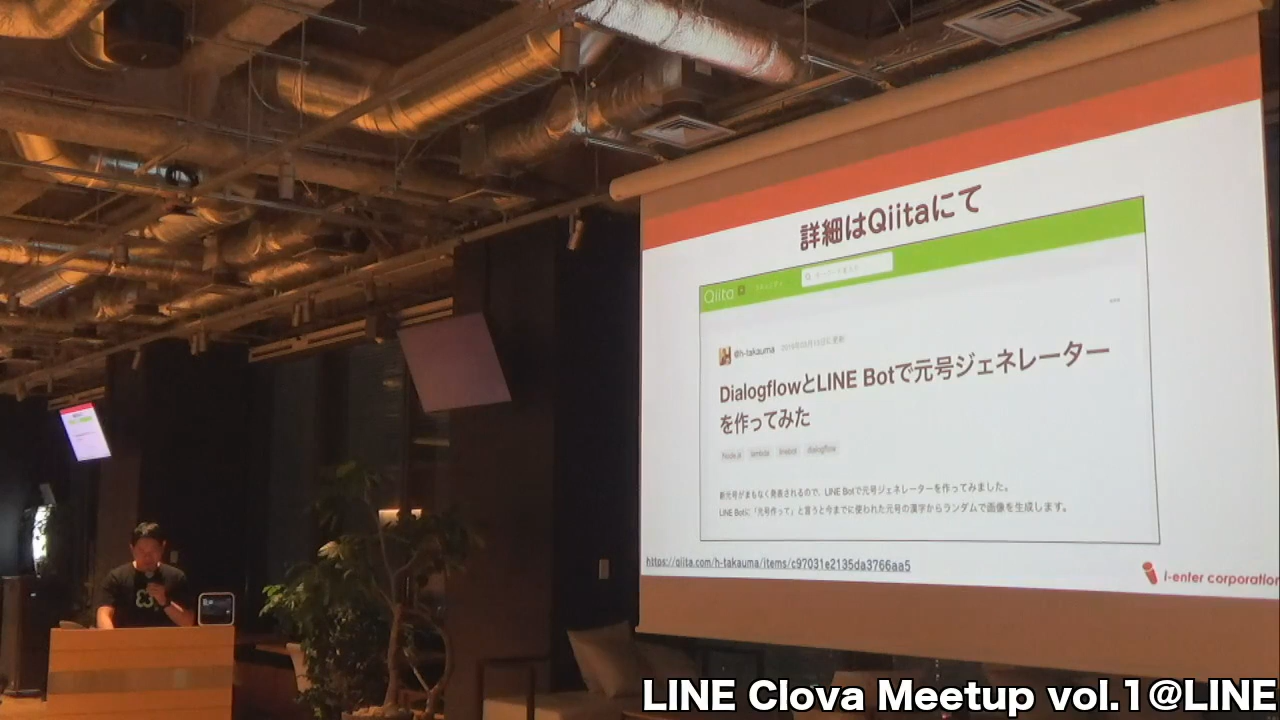 詳細はQiitaにて
Qiita
@h-takauma
DialogflowとLINE Botで元号ジェネレーター
を作ってみた
Node.js lambda linebot dialogflow
新元号がまもなく発表されるので、LINE Botで元号ジェネレーターを作ってみました。
LINE Botに「元号作って」と言うと今までに使われた元号の漢字からランダムで画像を生成します。
https://qiita.com/h-takauma/items/c97031e2135da3766aa5
i-enter corporation
LINE Clova Meetup vol.1@LINE